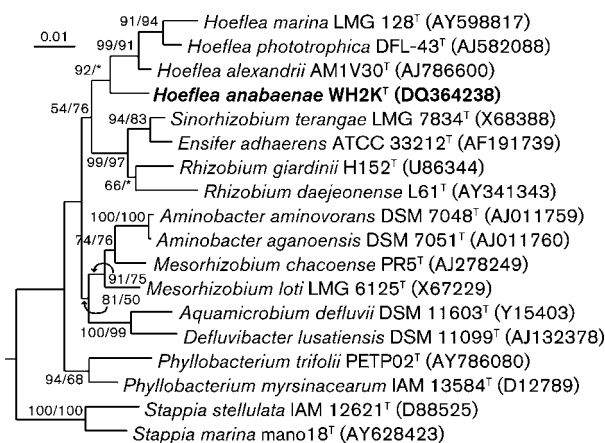 91/94 Hoeflea marina LMG 128ᵀ (AY598817)
0.01
Hoeflea phototrophica DFL-43ᵀ (AJ582088)
99/91
Hoeflea alexandrii AM1V30ᵀ (AJ786600)
92/*
Hoeflea anabaenae WH2Kᵀ (DQ364238)
54/76
94/83 Sinorhizobium terangae LMG 7834ᵀ (X68388)
Ensifer adhaerens ATCC 33212ᵀ (AF191739)
99/97 Rhizobium giardinii H152ᵀ (U86344)
66/* Rhizobium daejeonense L61ᵀ (AY341343)
100/100 Aminobacter aminovorans DSM 7048ᵀ (AJ011759)
74/76 Aminobacter aganoensis DSM 7051ᵀ (AJ011760)
Mesorhizobium chacoense PR5ᵀ (AJ278249)
91/75
Mesorhizobium loti LMG 6125ᵀ (X67229)
81/50
Aquamicrobium defluvii DSM 11603ᵀ (Y15403)
100/99 Defluvibacter lusatiensis DSM 11099ᵀ (AJ132378)
Phyllobacterium trifolii PETP02ᵀ (AY786080)
94/68 Phyllobacterium myrsinacearum IAM 13584ᵀ (D12789)
100/100 Stappia stellulata IAM 12621ᵀ (D88525)
Stappia marina mano18ᵀ (AY628423)